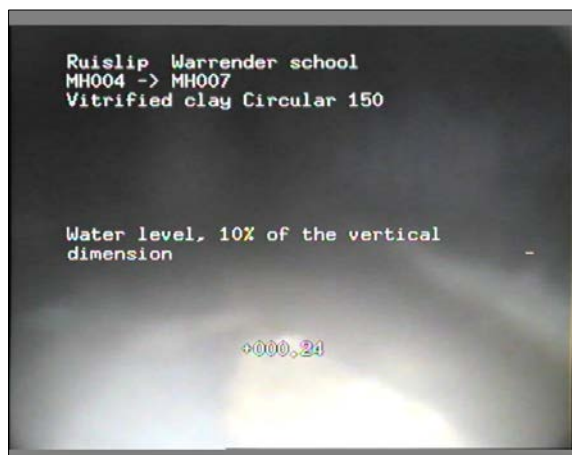 Ruislip  Warrender school
MH004 -> MH007
Vitrified clay Circular 150
Water level, 10% of the vertical
dimension
+000.24